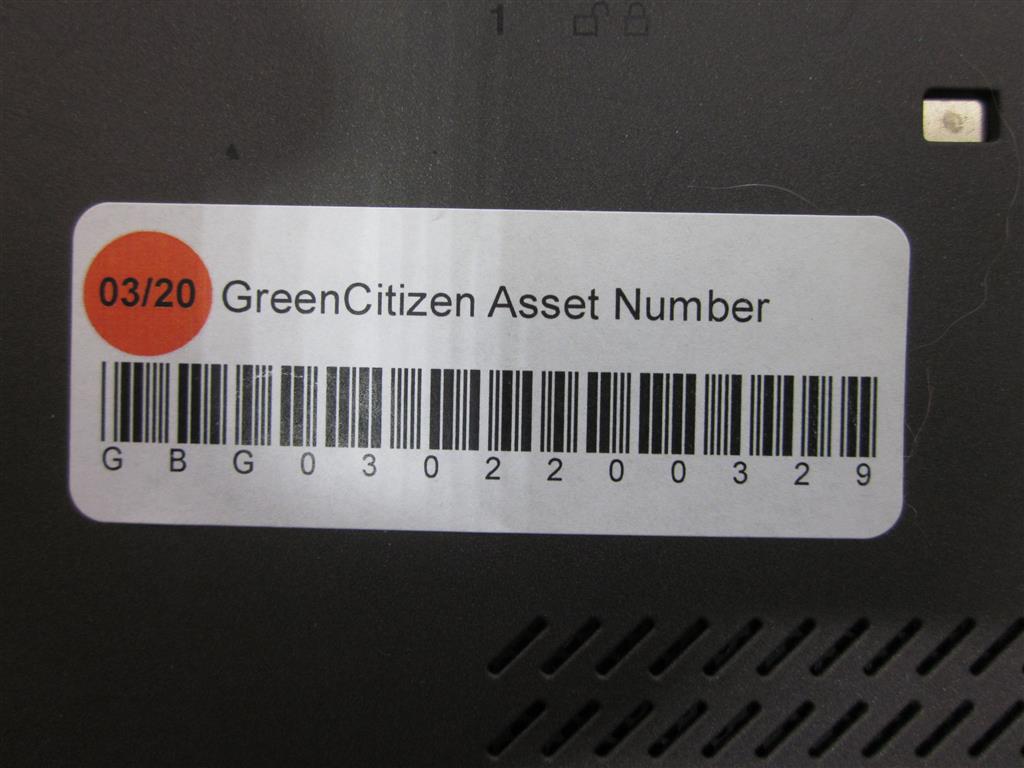 1
03/20 GreenCitizen Asset Number
G B G 0 3 0 2 2 0 0 3 2 9